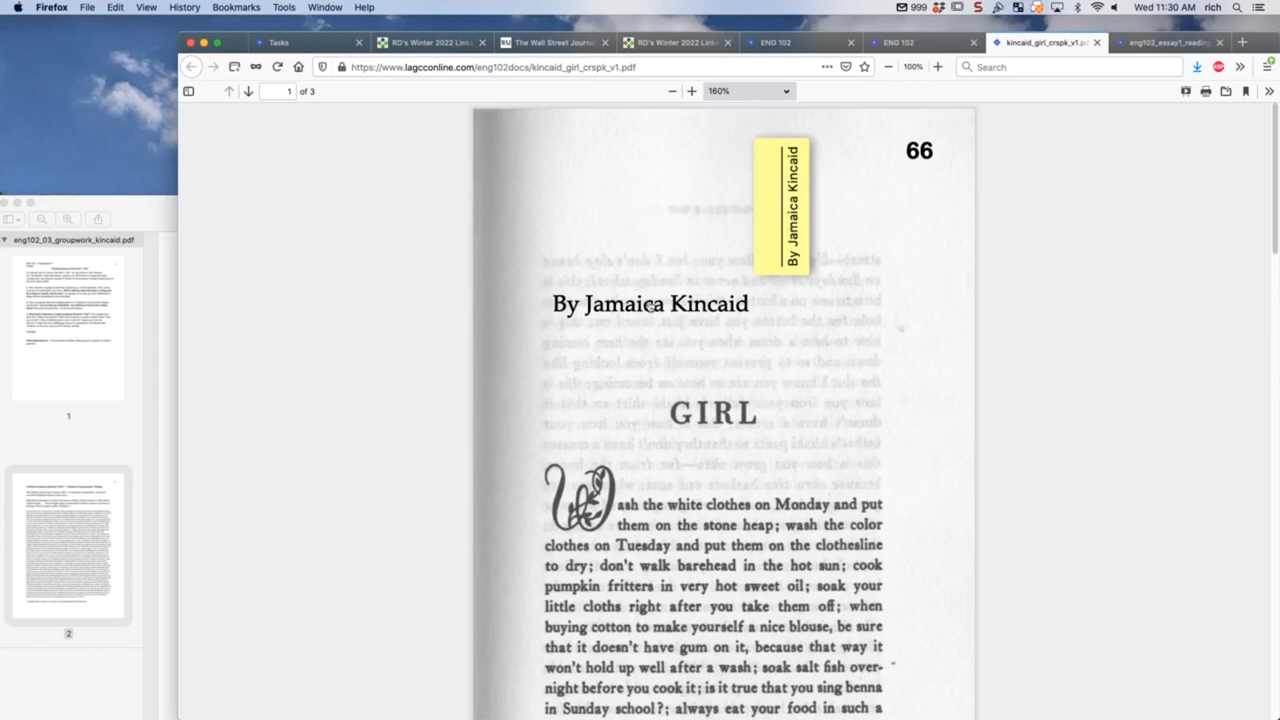 Firefox File Edit View History Bookmarks Tools Window Help
999 Wed 11:30 AM rich
Tasks
RD's Winter 2022 Links
The Wall Street Journa
RD's Winter 2022 Links
ENG 102
ENG 102
kincaid_girl_crspk_v1.pd
eng102_essay1_reading
https://www.lagcconline.com/eng102docs/kincaid_girl_crspk_v1.pdf
100%
Search
1 of 3
160%
eng102_03_groupwork_kincaid.pdf
1
2
66
By Jamaica Kincaid
By Jamaica Kincaid
GIRL
Wash the white clothes on Monday and put
them on the stone heap; wash the color
clothes on Tuesday and put them on the clothesline
to dry; don't walk barehead in the hot sun; cook
pumpkin fritters in very hot sweet oil; soak your
little cloths right after you take them off; when
buying cotton to make yourself a nice blouse, be sure
that it doesn't have gum on it, because that way it
won't hold up well after a wash; soak salt fish over-
night before you cook it; is it true that you sing benna
in Sunday school?; always eat your food in such a